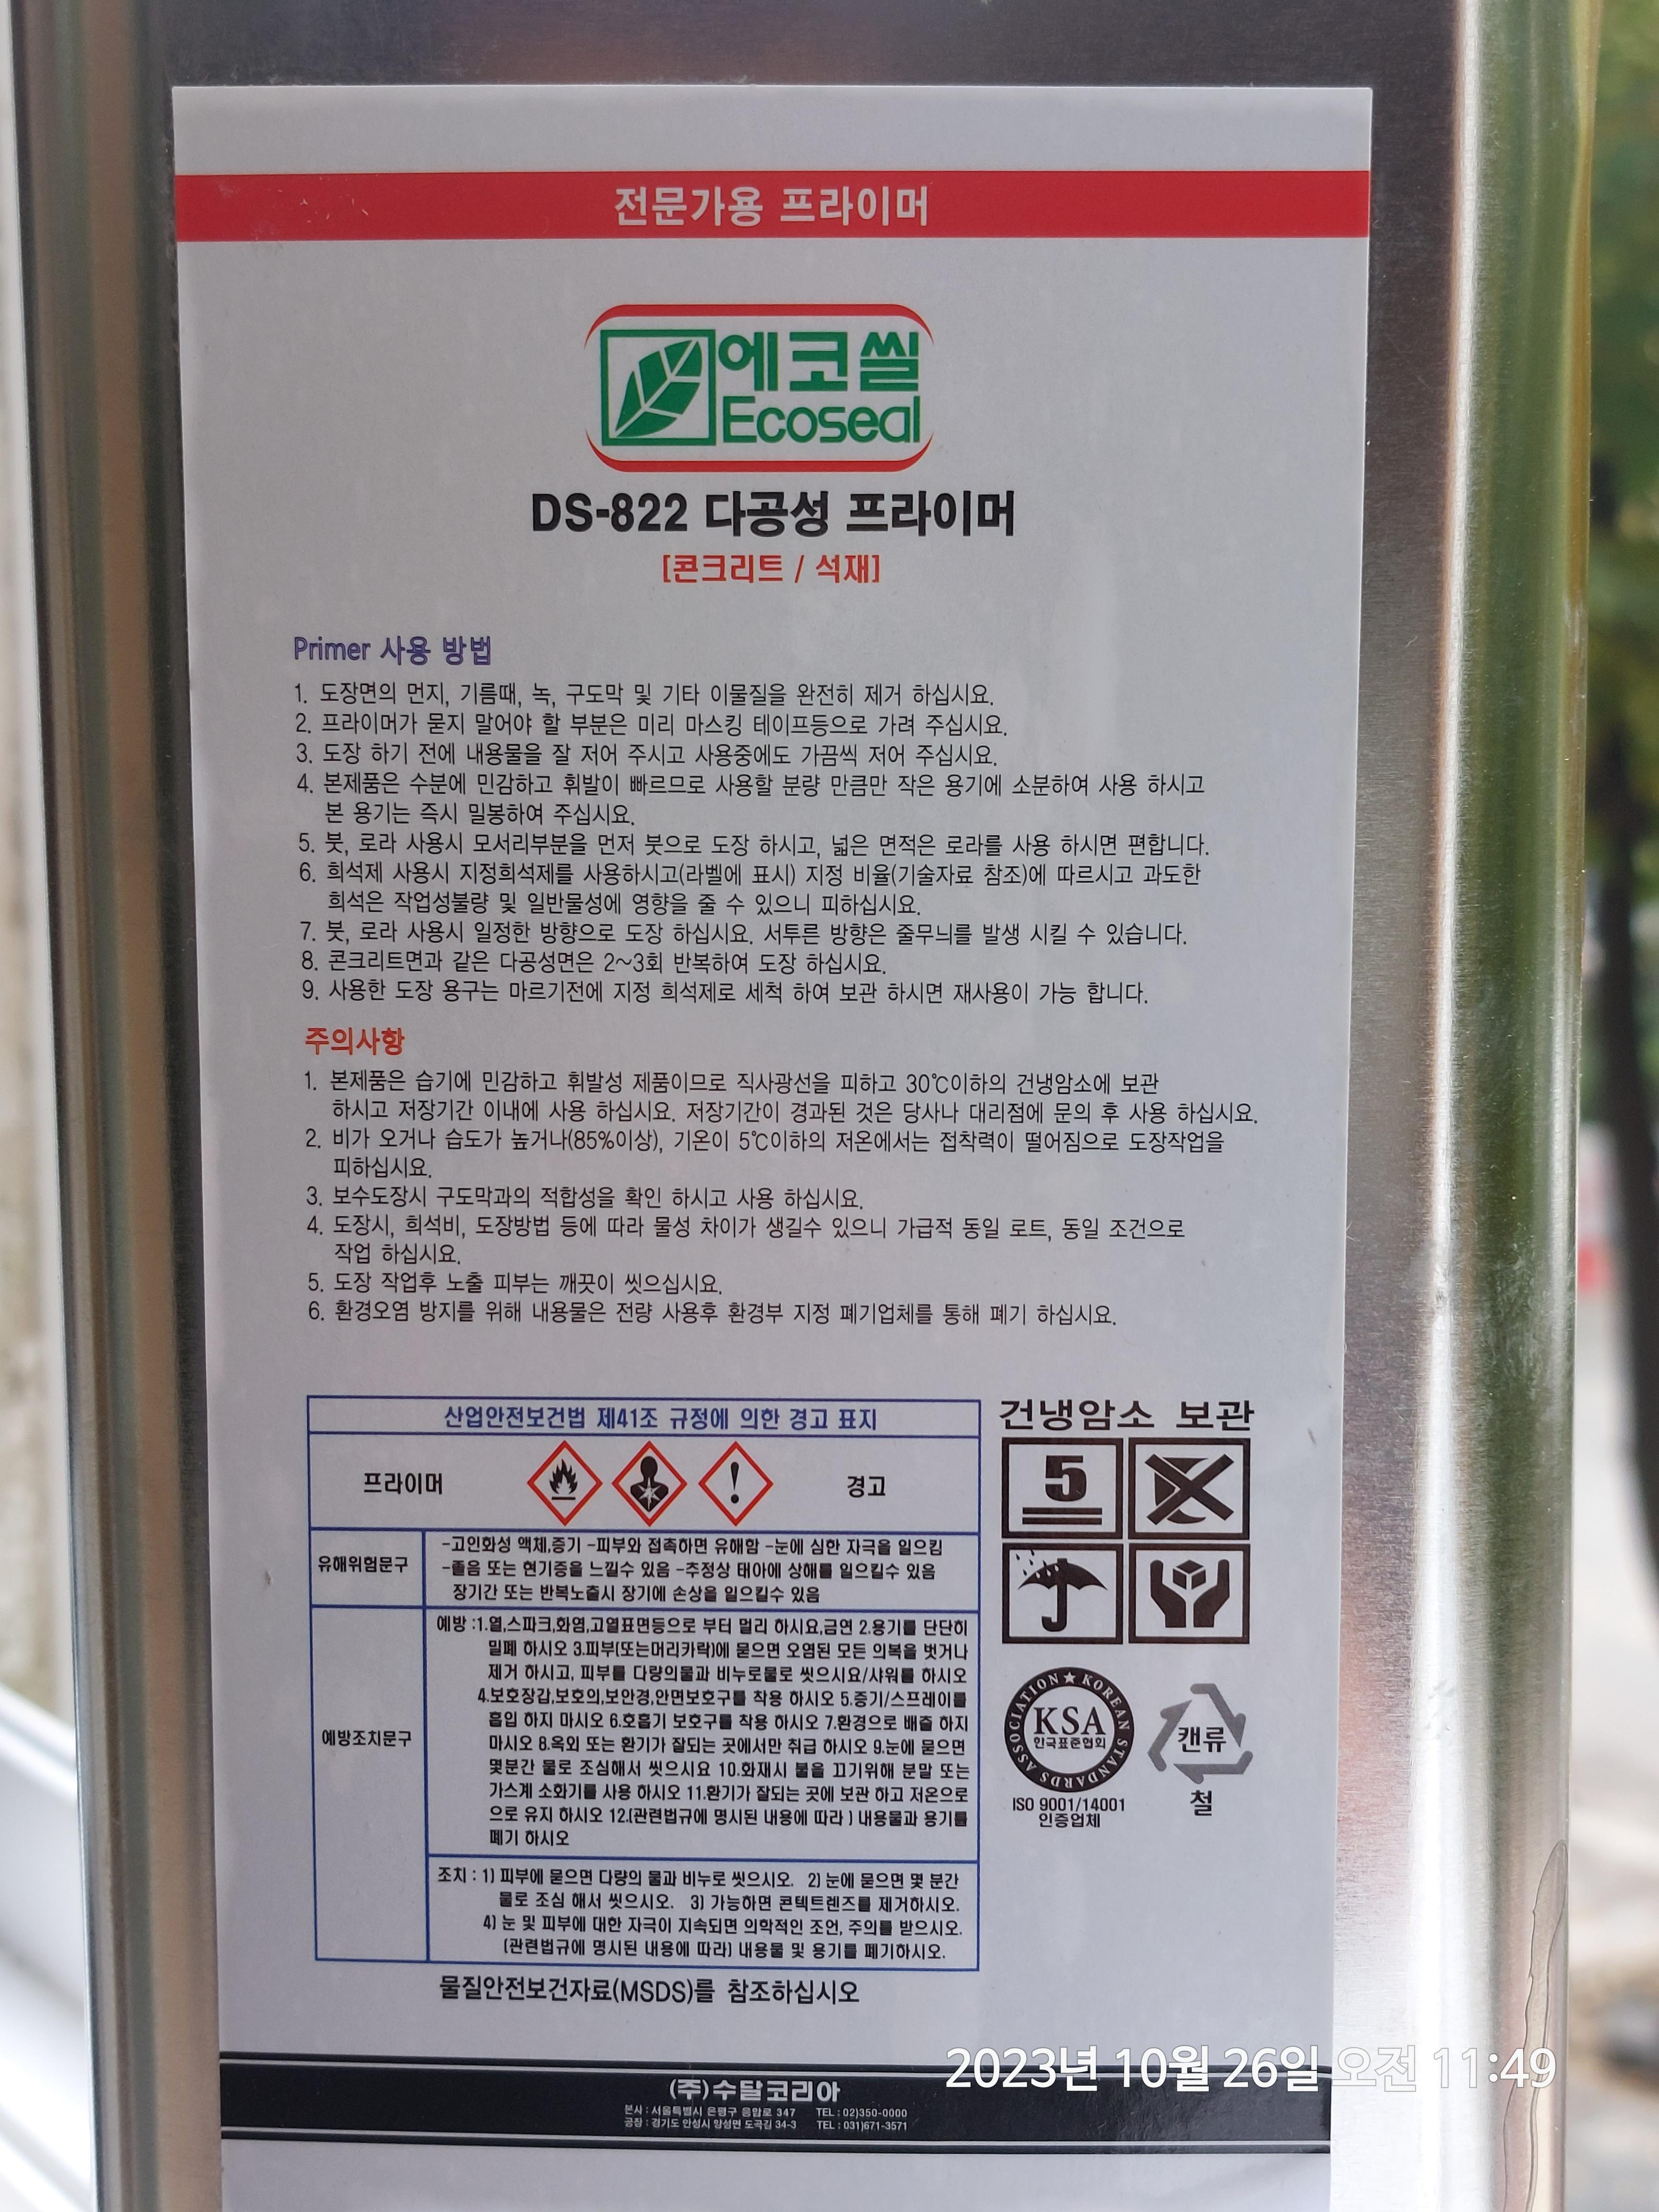 전문가용 프라이머
에코씰
Ecoseal
DS-822 다공성 프라이머
[콘크리트 / 석재]
Primer 사용 방법
1. 도장면의 먼지, 기름때, 녹, 구도막 및 기타 이물질을 완전히 제거 하십시요.
2. 프라이머가 묻지 말어야 할 부분은 미리 마스킹 테이프등으로 가려 주십시요.
3. 도장 하기 전에 내용물을 잘 저어 주시고 사용중에도 가끔씩 저어 주십시요.
4. 본제품은 수분에 민감하고 휘발이 빠르므로 사용할 분량 만큼만 작은 용기에 소분하여 사용 하시고
본 용기는 즉시 밀봉하여 주십시요.
5. 붓, 로라 사용시 모서리부분을 먼저 붓으로 도장 하시고, 넓은 면적은 로라를 사용 하시면 편합니다.
6. 희석제 사용시 지정희석제를 사용하시고(라벨에 표시) 지정 비율(기술자료 참조)에 따르시고 과도한
희석은 작업성불량 및 일반물성에 영향을 줄 수 있으니 피하십시요.
7. 붓, 로라 사용시 일정한 방향으로 도장 하십시요. 서투른 방향은 줄무늬를 발생 시킬 수 있습니다.
8. 콘크리트면과 같은 다공성면은 2~3회 반복하여 도장 하십시요.
9. 사용한 도장 용구는 마르기전에 지정 희석제로 세척 하여 보관 하시면 재사용이 가능 합니다.
주의사항
1. 본제품은 습기에 민감하고 휘발성 제품이므로 직사광선을 피하고 30℃이하의 건냉암소에 보관
하시고 저장기간 이내에 사용 하십시요. 저장기간이 경과된 것은 당사나 대리점에 문의 후 사용 하십시요.
2. 비가 오거나 습도가 높거나(85%이상), 기온이 5℃이하의 저온에서는 접착력이 떨어짐으로 도장작업을
피하십시요.
3. 보수도장시 구도막과의 적합성을 확인 하시고 사용 하십시요.
4. 도장시, 희석비, 도장방법 등에 따라 물성 차이가 생길수 있으니 가급적 동일 로트, 동일 조건으로
작업 하십시요.
5. 도장 작업후 노출 피부는 깨끗이 씻으십시요.
6. 환경오염 방지를 위해 내용물은 전량 사용후 환경부 지정 폐기업체를 통해 폐기 하십시요.
산업안전보건법 제41조 규정에 의한 경고 표지
프라이머 경고
유해위험문구
-고인화성 액체,증기 -피부와 접촉하면 유해함 -눈에 심한 자극을 일으킴
-졸음 또는 현기증을 느낄수 있음 -추정상 태아에 상해를 일으킬수 있음
장기간 또는 반복노출시 장기에 손상을 일으킬수 있음
예방조치문구
예방 :1.열,스파크,화염,고열표면등으로 부터 멀리 하시요,금연 2.용기를 단단히
밀폐 하시오 3.피부(또는머리카락)에 묻으면 오염된 모든 의복을 벗거나
제거 하시고, 피부를 다량의물과 비누로물로 씻으시요/샤워를 하시오
4.보호장갑,보호의,보안경,안면보호구를 착용 하시오 5.증기/스프레이를
흡입 하지 마시오 6.호흡기 보호구를 착용 하시오 7.환경으로 배출 하지
마시오 8.옥외 또는 환기가 잘되는 곳에서만 취급 하시오 9.눈에 묻으면
몇분간 물로 조심해서 씻으시요 10.화재시 불을 끄기위해 분말 또는
가스계 소화기를 사용 하시오 11.환기가 잘되는 곳에 보관 하고 저온으로
으로 유지 하시오 12.(관련법규에 명시된 내용에 따라 ) 내용물과 용기를
폐기 하시오
조치 : 1) 피부에 묻으면 다량의 물과 비누로 씻으시오. 2) 눈에 묻으면 몇 분간
물로 조심 해서 씻으시오. 3) 가능하면 콘텍트렌즈를 제거하시오.
4) 눈 및 피부에 대한 자극이 지속되면 의학적인 조언, 주의를 받으시오.
(관련법규에 명시된 내용에 따라) 내용물 및 용기를 폐기하시오.
물질안전보건자료(MSDS)를 참조하십시오
건냉암소 보관
5
KOREAN STANDARDS ASSOCIATION
KSA
한국표준협회
ISO 9001/14001
인증업체
캔류
철
2023년 10월 26일 오전 11:49
(주)수달코리아
본사 : 서울특별시 은평구 응암로 347 TEL : 02)350-0000
공장 : 경기도 안성시 양성면 도곡길 34-3 TEL : 031)671-3571